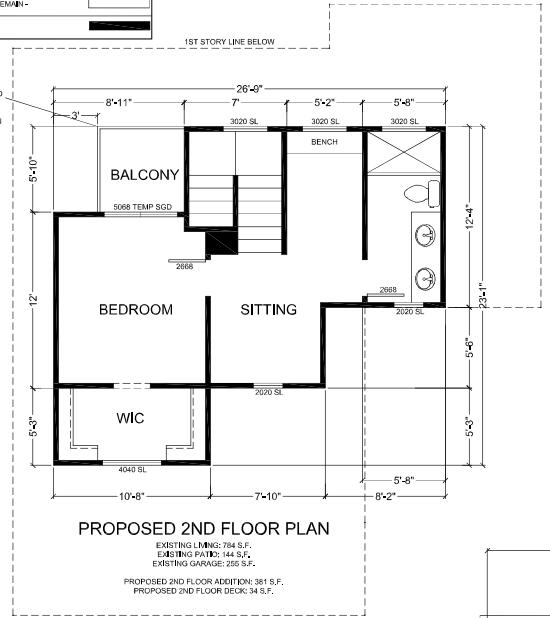 EMAIN -
1ST STORY LINE BELOW
26'-9"
8'-11"
7'
5'-2"
5'-8"
3'
3020 SL
3020 SL
3020 SL
BENCH
5'-10"
BALCONY
5068 TEMP SGD
12'-4"
2668
12'
BEDROOM
SITTING
2668
23'-1"
2020 SL
5'-6"
2020 SL
5'-3"
WIC
5'-3"
4040 SL
5'-8"
10'-8"
7'-10"
8'-2"
PROPOSED 2ND FLOOR PLAN
EXISTING LIVING: 784 S.F.
EXISTING PATIO: 144 S.F.
EXISTING GARAGE: 255 S.F.
PROPOSED 2ND FLOOR ADDITION: 381 S.F.
PROPOSED 2ND FLOOR DECK: 34 S.F.